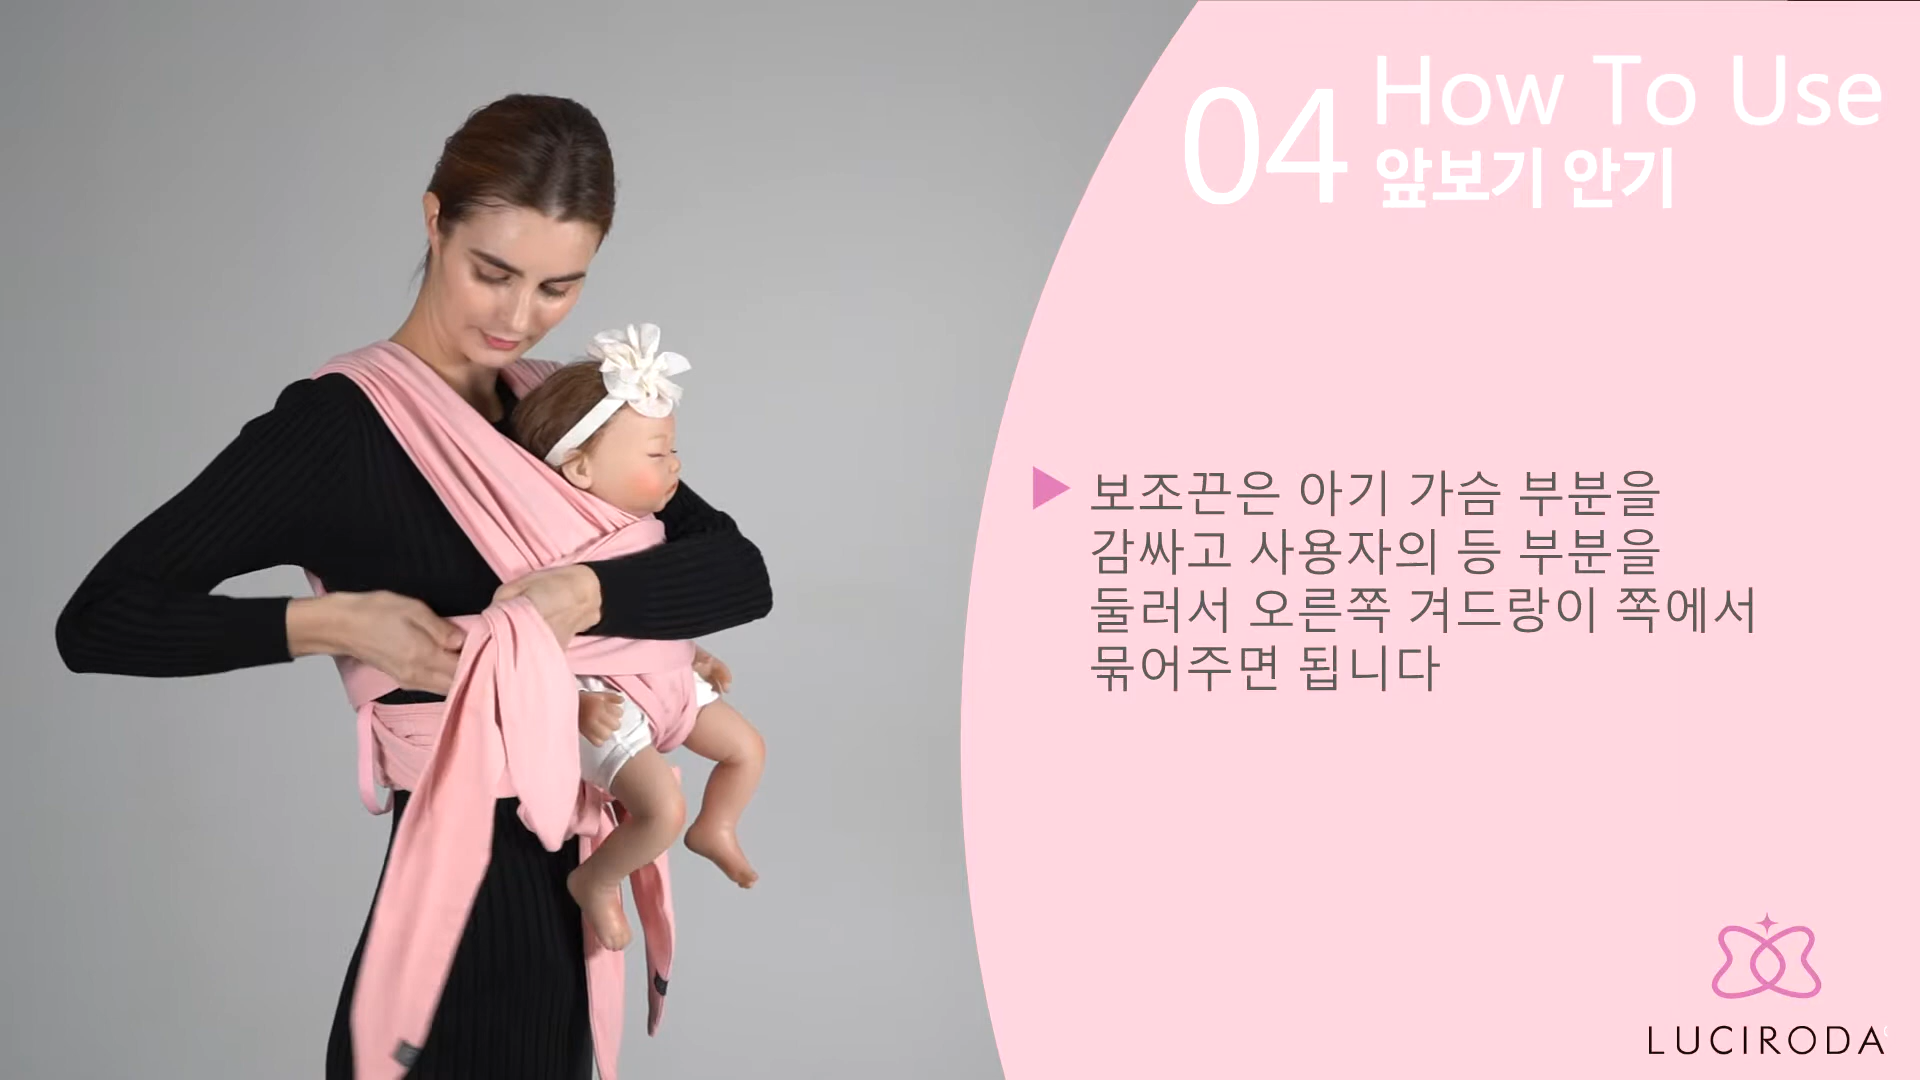 04
How To Use
앞보기 안기
보조끈은 아기 가슴 부분을
감싸고 사용자의 등 부분을
둘러서 오른쪽 겨드랑이 쪽에서
묶어주면 됩니다
LUCIRODA